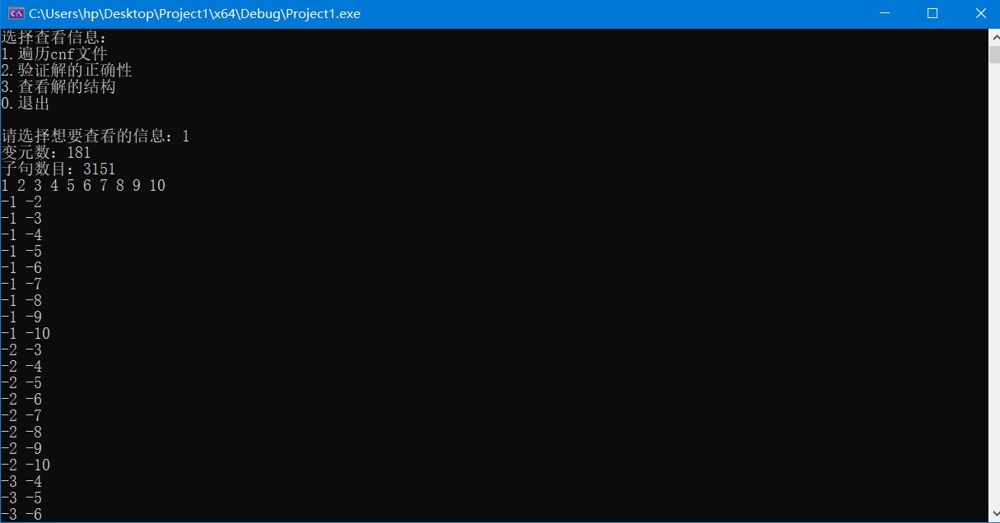 C:\Users\hp\Desktop\Project1\x64\Debug\Project1.exe
选择查看信息：
1.遍历cnf文件
2.验证解的正确性
3.查看解的结构
0.退出
请选择想要查看的信息：1
变元数：181
子句数目：3151
1 2 3 4 5 6 7 8 9 10
-1 -2
-1 -3
-1 -4
-1 -5
-1 -6
-1 -7
-1 -8
-1 -9
-1 -10
-2 -3
-2 -4
-2 -5
-2 -6
-2 -7
-2 -8
-2 -9
-2 -10
-3 -4
-3 -5
-3 -6